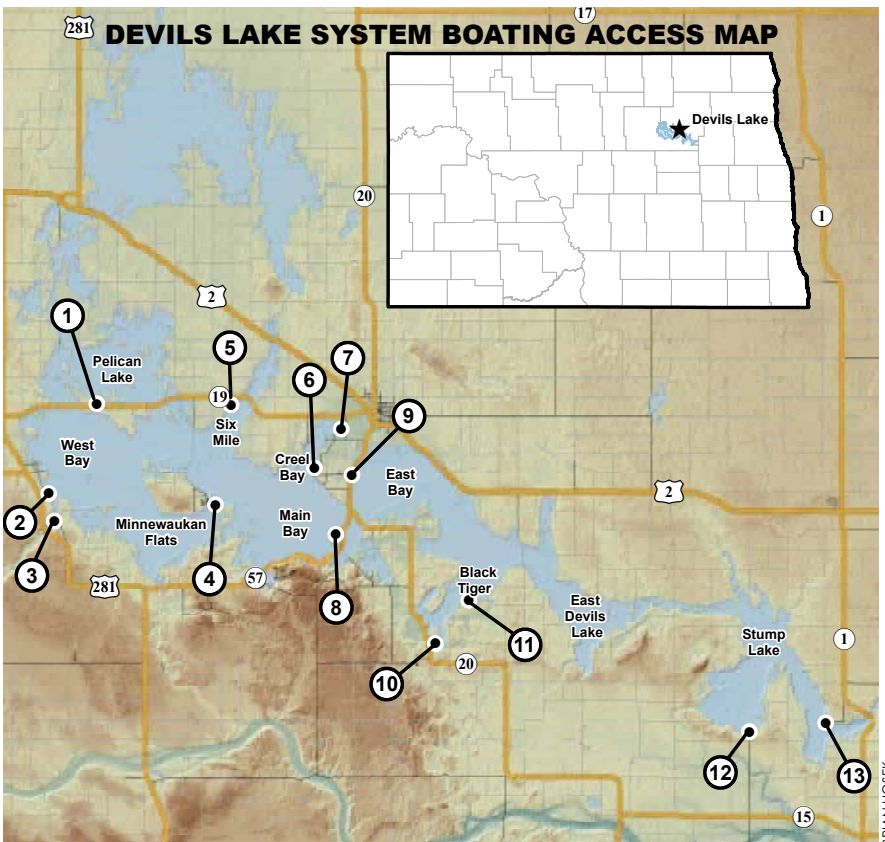 DEVILS LAKE SYSTEM BOATING ACCESS MAP
281
17
Devils Lake
20
1
2
1
5
7
6
9
Pelican
Lake
19
Six
Mile
West
Bay
Creel
Bay
East
Bay
2
2
Minnewaukan
Flats
Main
Bay
3
4
281
57
8
Black
Tiger
11
East
Devils
Lake
Stump
Lake
1
10
20
12
13
15
BRIAN HOSEK